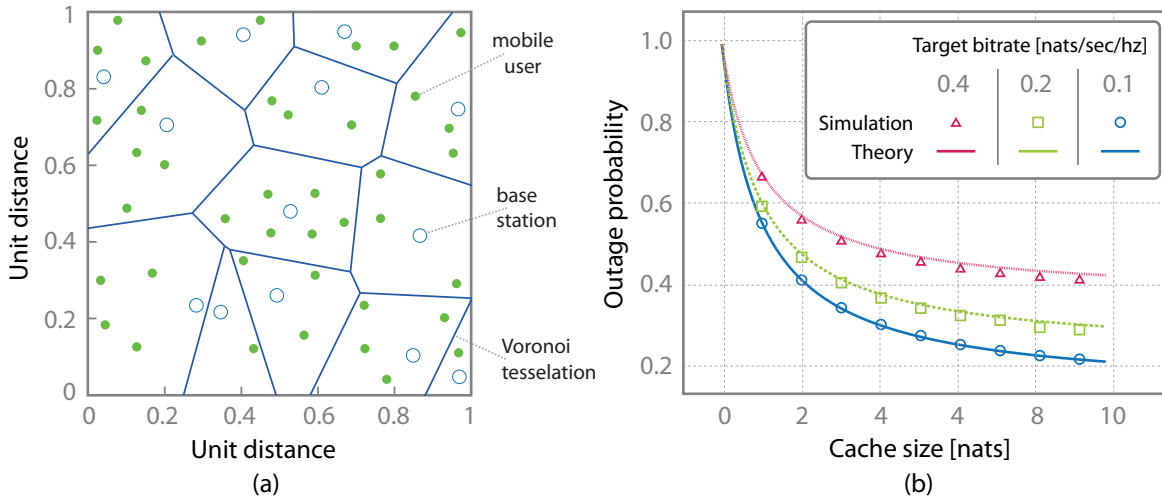 1
0.8
0.6
0.4
0.2
0
0
0.2
0.4
0.6
0.8
1
Unit distance
Unit distance
mobile
user
base
station
Voronoi
tesselation
(a)
1.0
0.8
0.6
0.4
0.2
Outage probability
Target bitrate [nats/sec/hz]
0.4 0.2 0.1
Simulation
Theory
0
2
4
4
8
10
Cache size [nats]
(b)